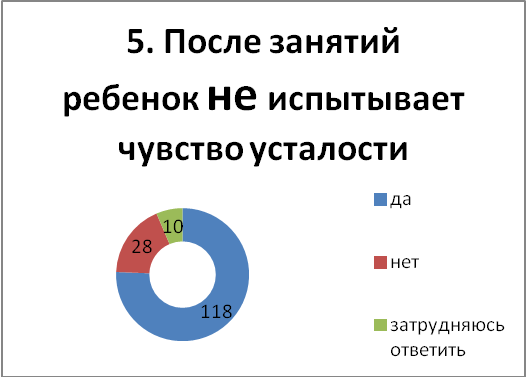 5. После занятий
ребенок не испытывает
чувство усталости
10
28
118
да
нет
затрудняюсь
ответить